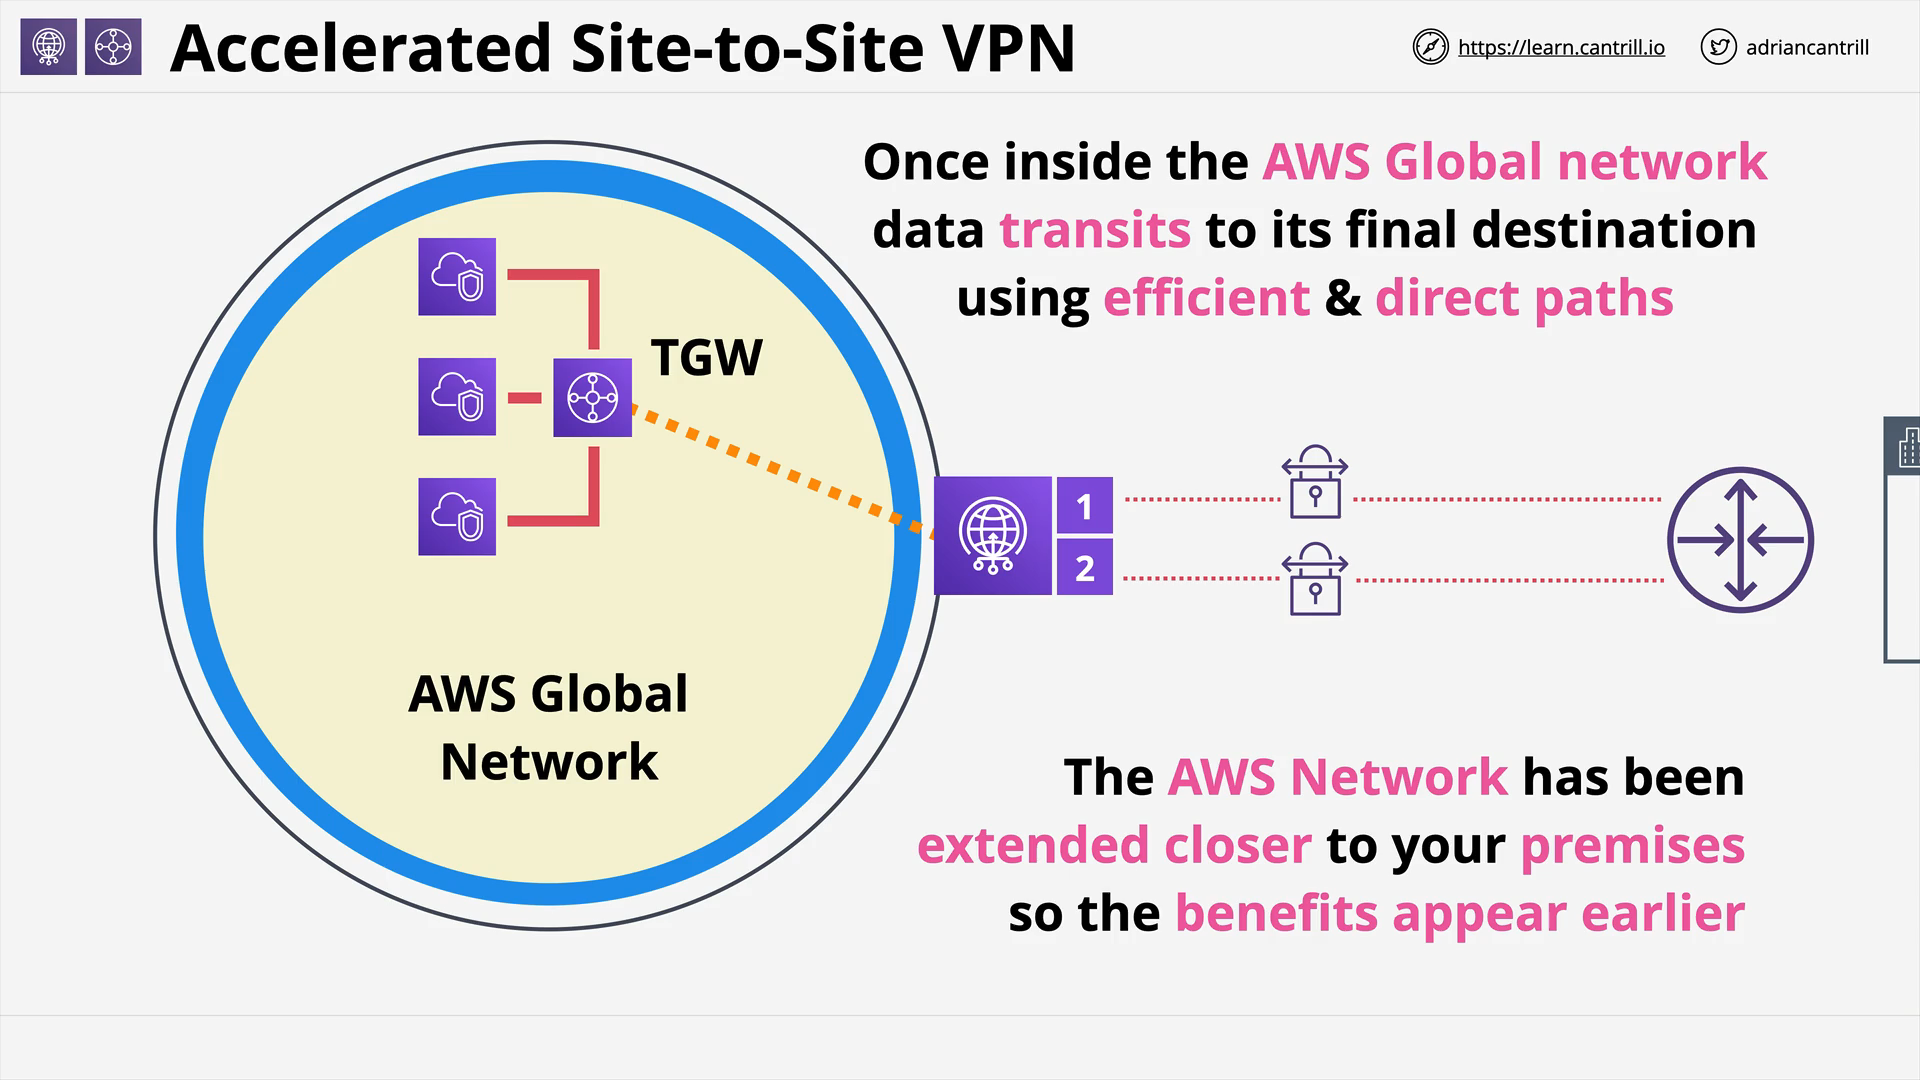 Accelerated Site-to-Site VPN
https://learn.cantrill.io
adriancantrill
Once inside the AWS Global network
data transits to its final destination
using efficient & direct paths
TGW
1
2
AWS Global
Network
The AWS Network has been
extended closer to your premises
so the benefits appear earlier